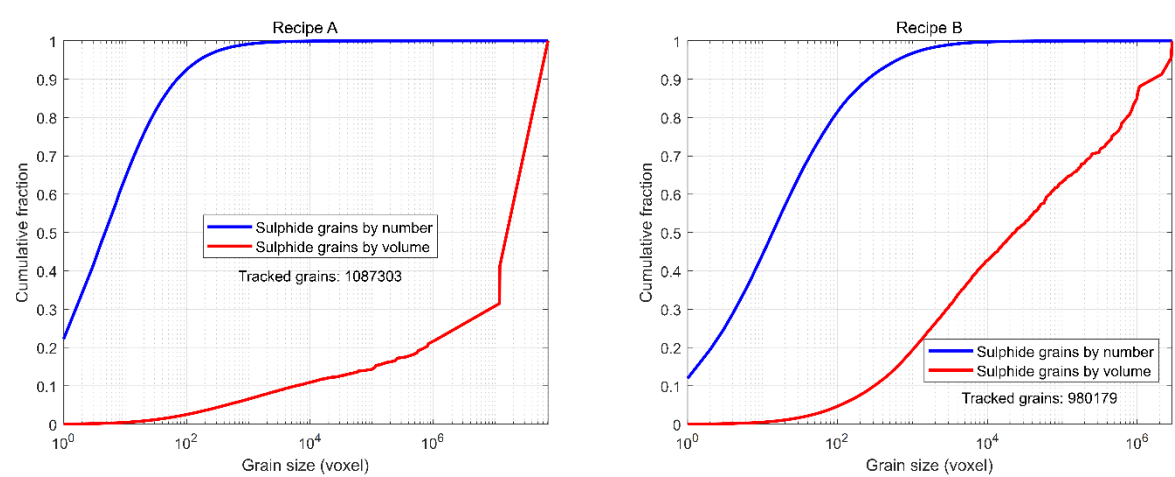 Recipe A
1
0.9
0.8
0.7
0.6
0.5
0.4
0.3
0.2
0.1
0
Cumulative fraction
Sulphide grains by number
Sulphide grains by volume
Tracked grains: 1087303
10^0
10^2
10^4
10^6
Grain size (voxel)
Recipe B
1
0.9
0.8
0.7
0.6
0.5
0.4
0.3
0.2
0.1
0
Cumulative fraction
Sulphide grains by number
Sulphide grains by volume
Tracked grains: 980179
10^0
10^2
10^4
10^6
Grain size (voxel)